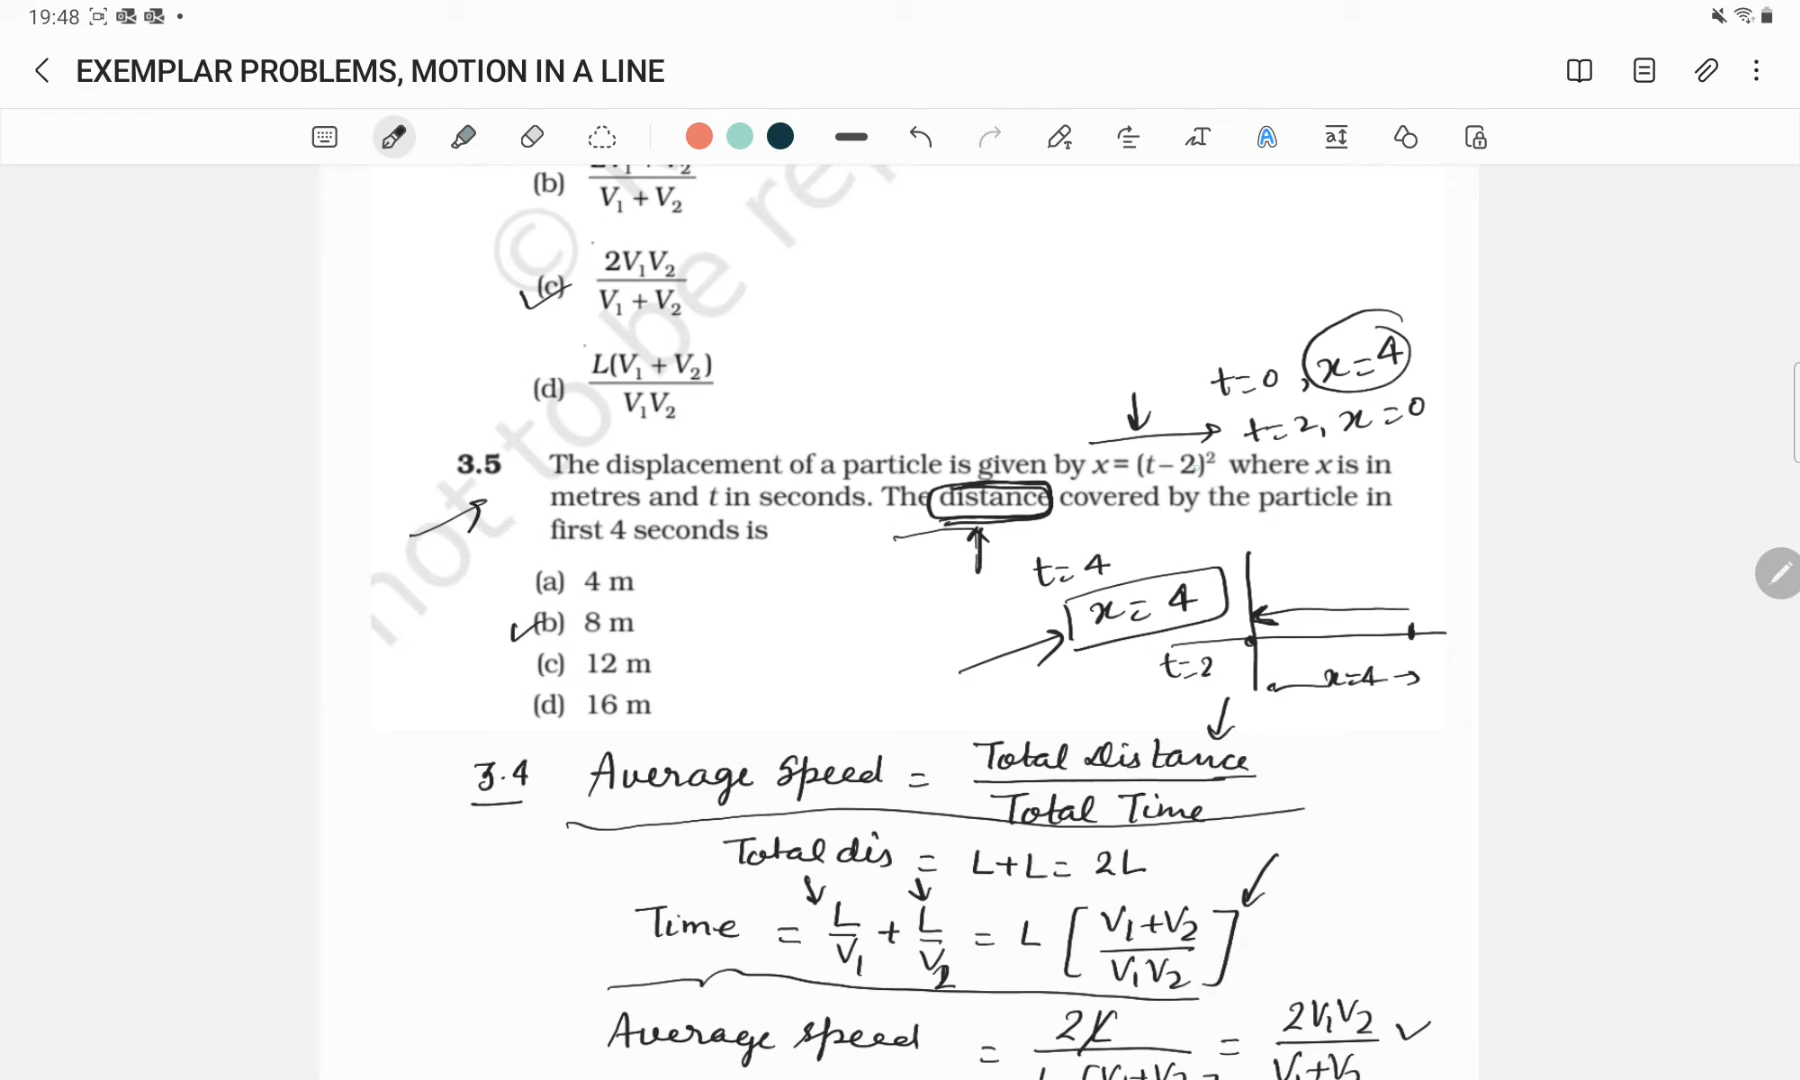 19:48
EXEMPLAR PROBLEMS, MOTION IN A LINE
(b) V₁ + V₂
(c) 2V₁V₂ / V₁ + V₂
(d) L(V₁ + V₂) / V₁V₂
t=0, x=4
t=2, x=0
3.5 The displacement of a particle is given by x = (t – 2)² where x is in
metres and t in seconds. The distance covered by the particle in
first 4 seconds is
t=4
x=4
t=2
x=4
(a) 4 m
(b) 8 m
(c) 12 m
(d) 16 m
3.4 Average Speed = Total Distance / Total Time
Total dis = L+L = 2L
Time = L/V₁ + L/V₂ = L [V₁+V₂ / V₁V₂]
Average speed = 2L = 2V₁V₂ / V₁+V₂
© not to be re